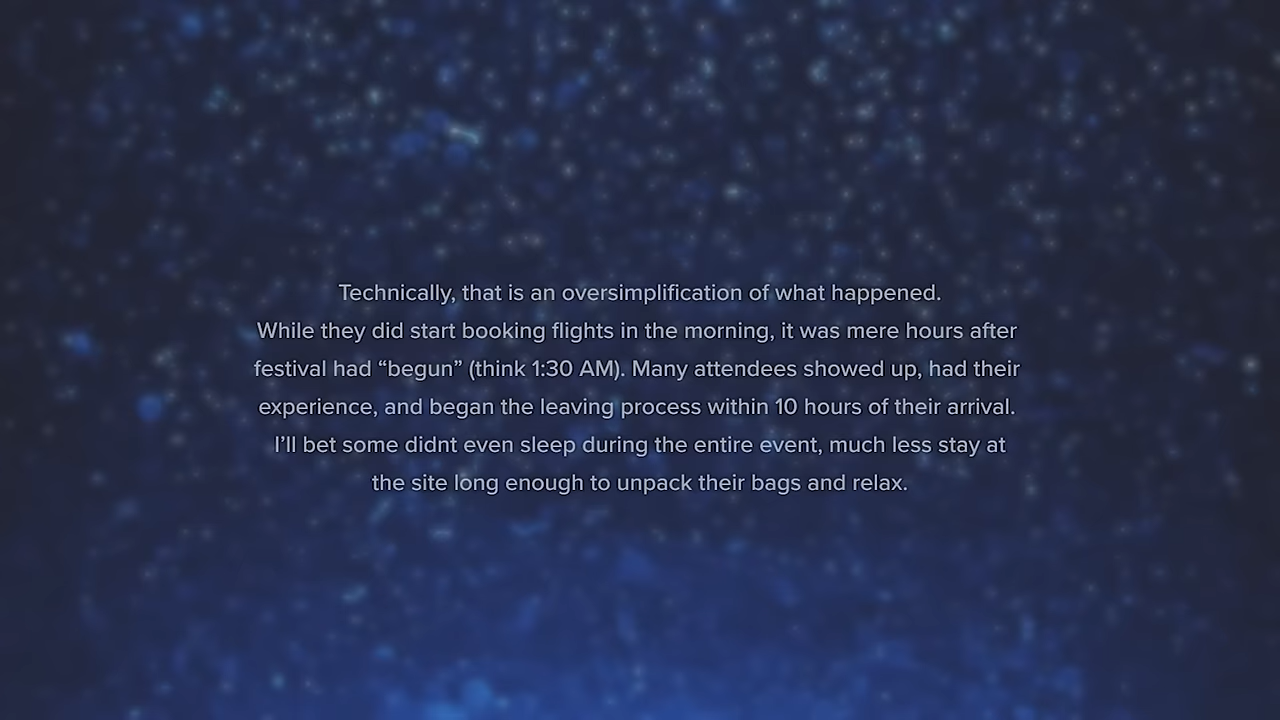 Technically, that is an oversimplification of what happened.
While they did start booking flights in the morning, it was mere hours after
festival had “begun” (think 1:30 AM). Many attendees showed up, had their
experience, and began the leaving process within 10 hours of their arrival.
I’ll bet some didnt even sleep during the entire event, much less stay at
the site long enough to unpack their bags and relax.